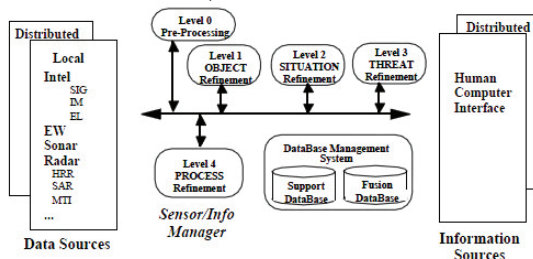 Distributed
Local
Intel
SIG
IM
EL
EW
Sonar
Radar
HRR
SAR
MTI
...
Data Sources
Level 0
Pre-Processing
Level 1
OBJECT
Refinement
Level 2
SITUATION
Refinement
Level 3
THREAT
Refinement
Level 4
PROCESS
Refinement
Sensor/Info
Manager
DataBase Management
System
Support
DataBase
Fusion
DataBase
Distributed
Human
Computer
Interface
Information
Sources